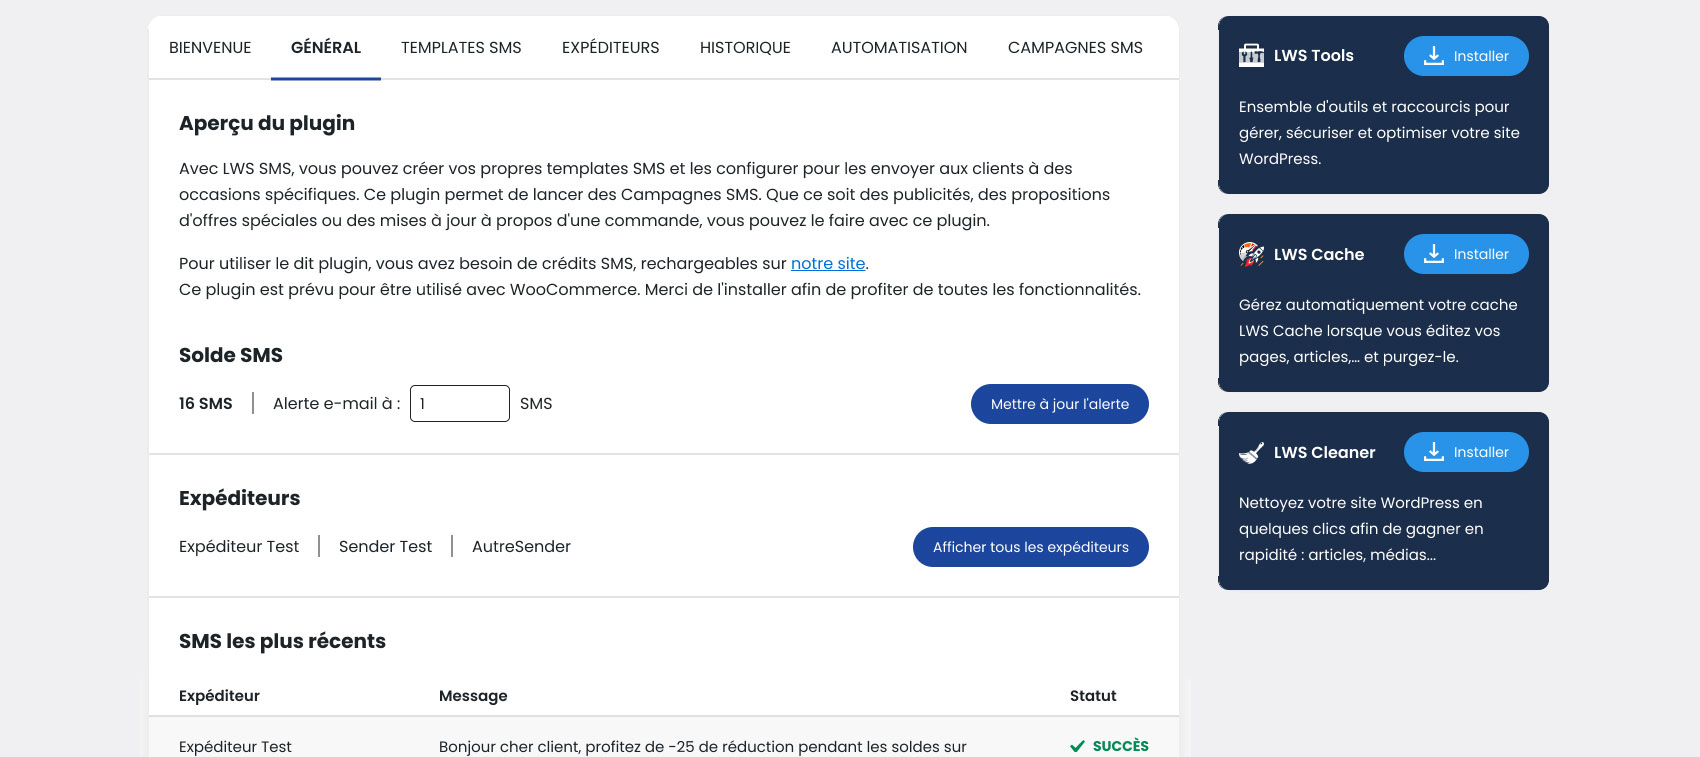 BIENVENUE GÉNÉRAL TEMPLATES SMS EXPÉDITEURS HISTORIQUE AUTOMATISATION CAMPAGNES SMS
Aperçu du plugin
Avec LWS SMS, vous pouvez créer vos propres templates SMS et les configurer pour les envoyer aux clients à des
occasions spécifiques. Ce plugin permet de lancer des Campagnes SMS. Que ce soit des publicités, des propositions
d'offres spéciales ou des mises à jour à propos d'une commande, vous pouvez le faire avec ce plugin.
Pour utiliser le dit plugin, vous avez besoin de crédits SMS, rechargeables sur notre site.
Ce plugin est prévu pour être utilisé avec WooCommerce. Merci de l'installer afin de profiter de toutes les fonctionnalités.
Solde SMS
16 SMS | Alerte e-mail à : 1 SMS Mettre à jour l'alerte
Expéditeurs
Expéditeur Test | Sender Test | AutreSender Afficher tous les expéditeurs
SMS les plus récents
Expéditeur Message Statut
Expéditeur Test Bonjour cher client, profitez de -25 de réduction pendant les soldes sur SUCCÈS
LWS Tools Installer
Ensemble d'outils et raccourcis pour
gérer, sécuriser et optimiser votre site
WordPress.
LWS Cache Installer
Gérez automatiquement votre cache
LWS Cache lorsque vous éditez vos
pages, articles,... et purgez-le.
LWS Cleaner Installer
Nettoyez votre site WordPress en
quelques clics afin de gagner en
rapidité : articles, médias...